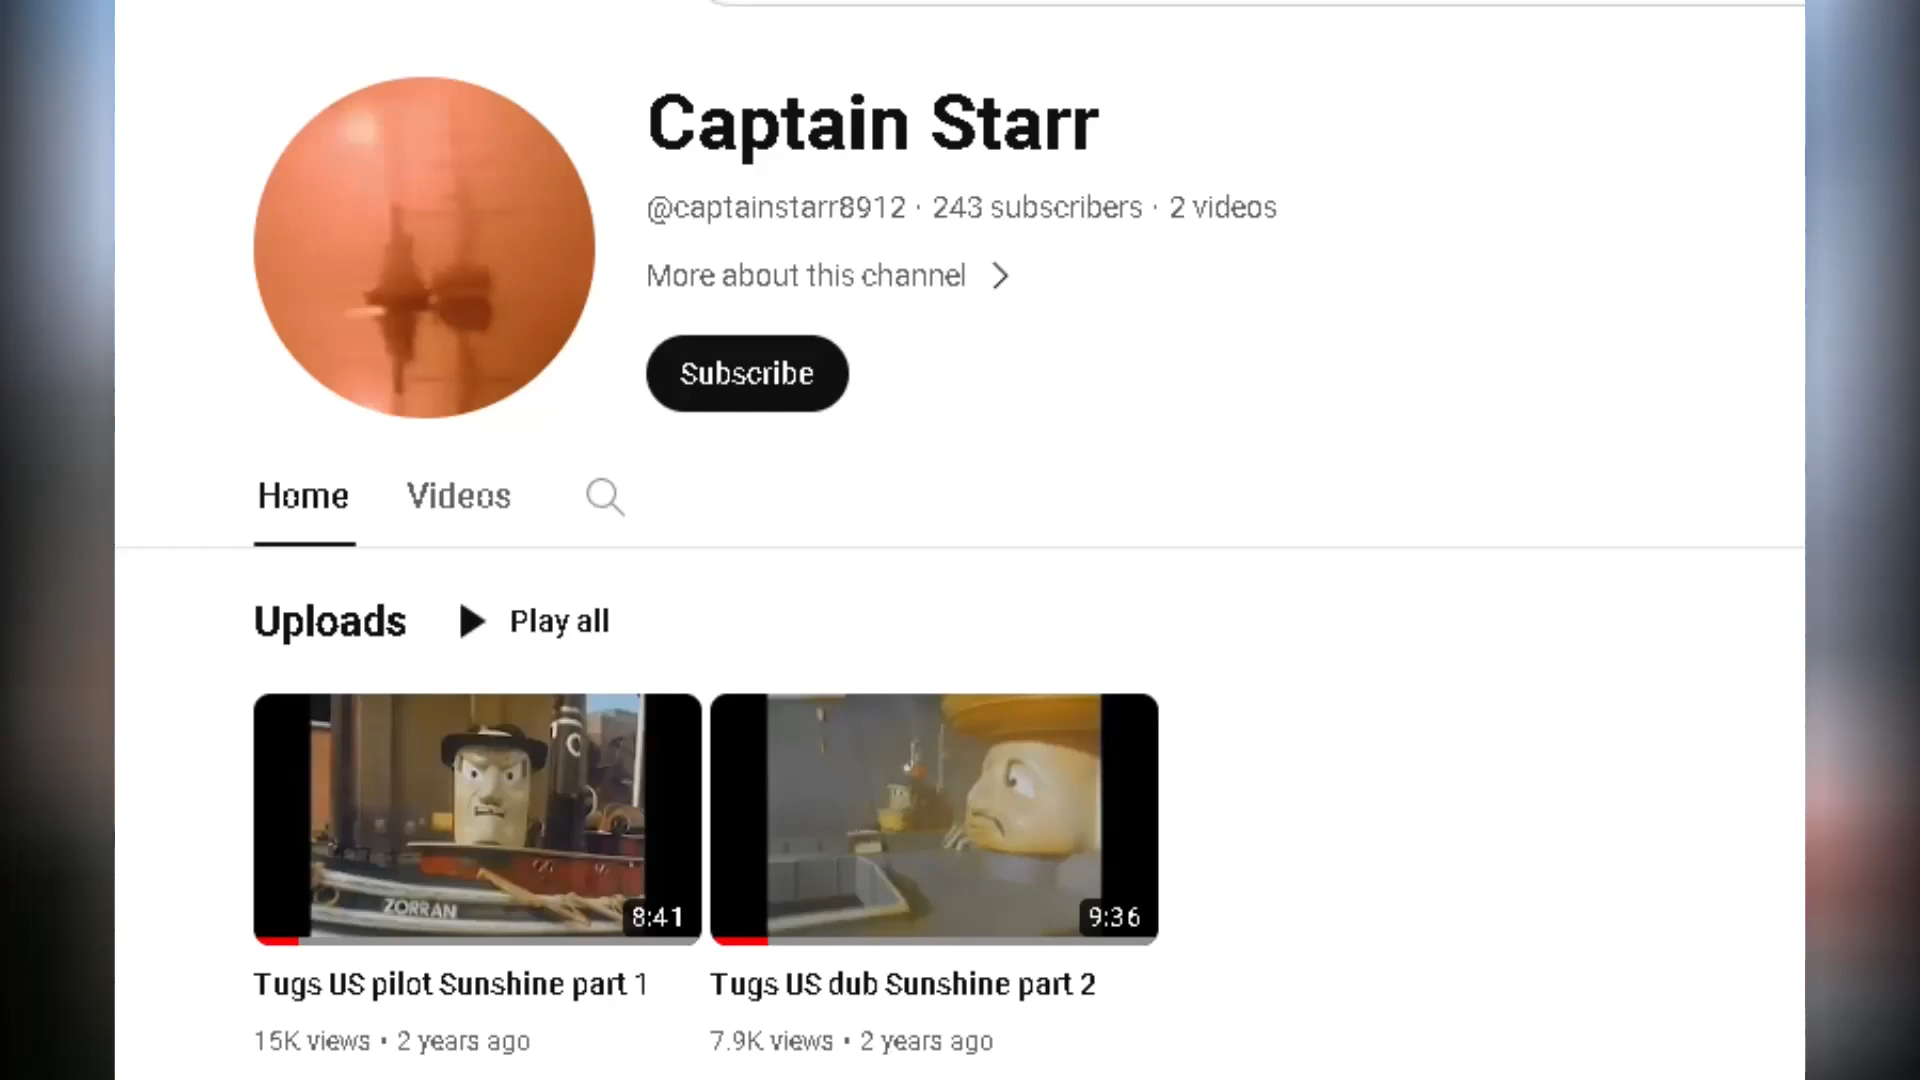 Captain Starr
@captainstarr8912 · 243 subscribers · 2 videos
More about this channel
Subscribe
Home Videos
Uploads Play all
ZORRAN
8:41
9:36
Tugs US pilot Sunshine part 1
15K views • 2 years ago
Tugs US dub Sunshine part 2
7.9K views • 2 years ago